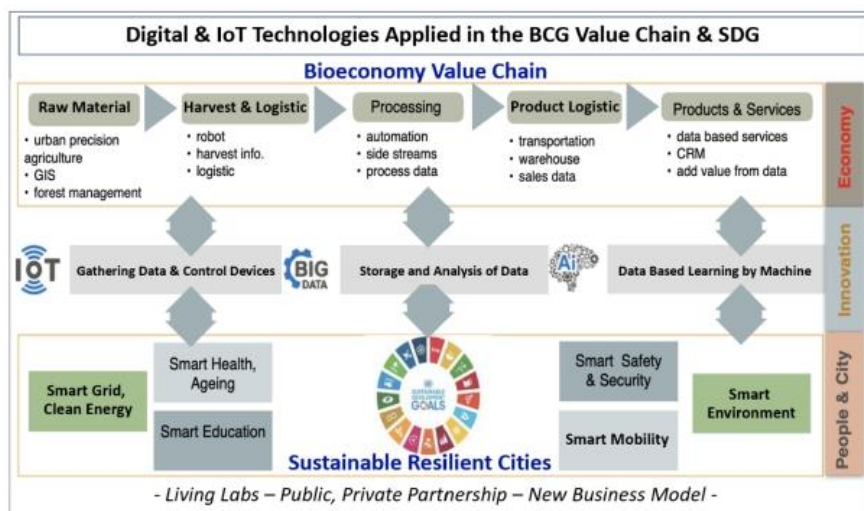 Digital & IoT Technologies Applied in the BCG Value Chain & SDG
Bioeconomy Value Chain
Raw Material
• urban precision
agriculture
• GIS
• forest management
Harvest & Logistic
• robot
• harvest info.
• logistic
Processing
• automation
• side streams
• process data
Product Logistic
• transportation
• warehouse
• sales data
Products & Services
• data based services
• CRM
• add value from data
Economy
IoT
Gathering Data & Control Devices
BIG
DATA
Storage and Analysis of Data
Ai
Data Based Learning by Machine
Innovation
Smart Grid,
Clean Energy
Smart Health,
Ageing
Smart Education
SUSTAINABLE
DEVELOPMENT
GOALS
Smart Safety
& Security
Smart Mobility
Smart
Environment
People & City
Sustainable Resilient Cities
- Living Labs – Public, Private Partnership – New Business Model -